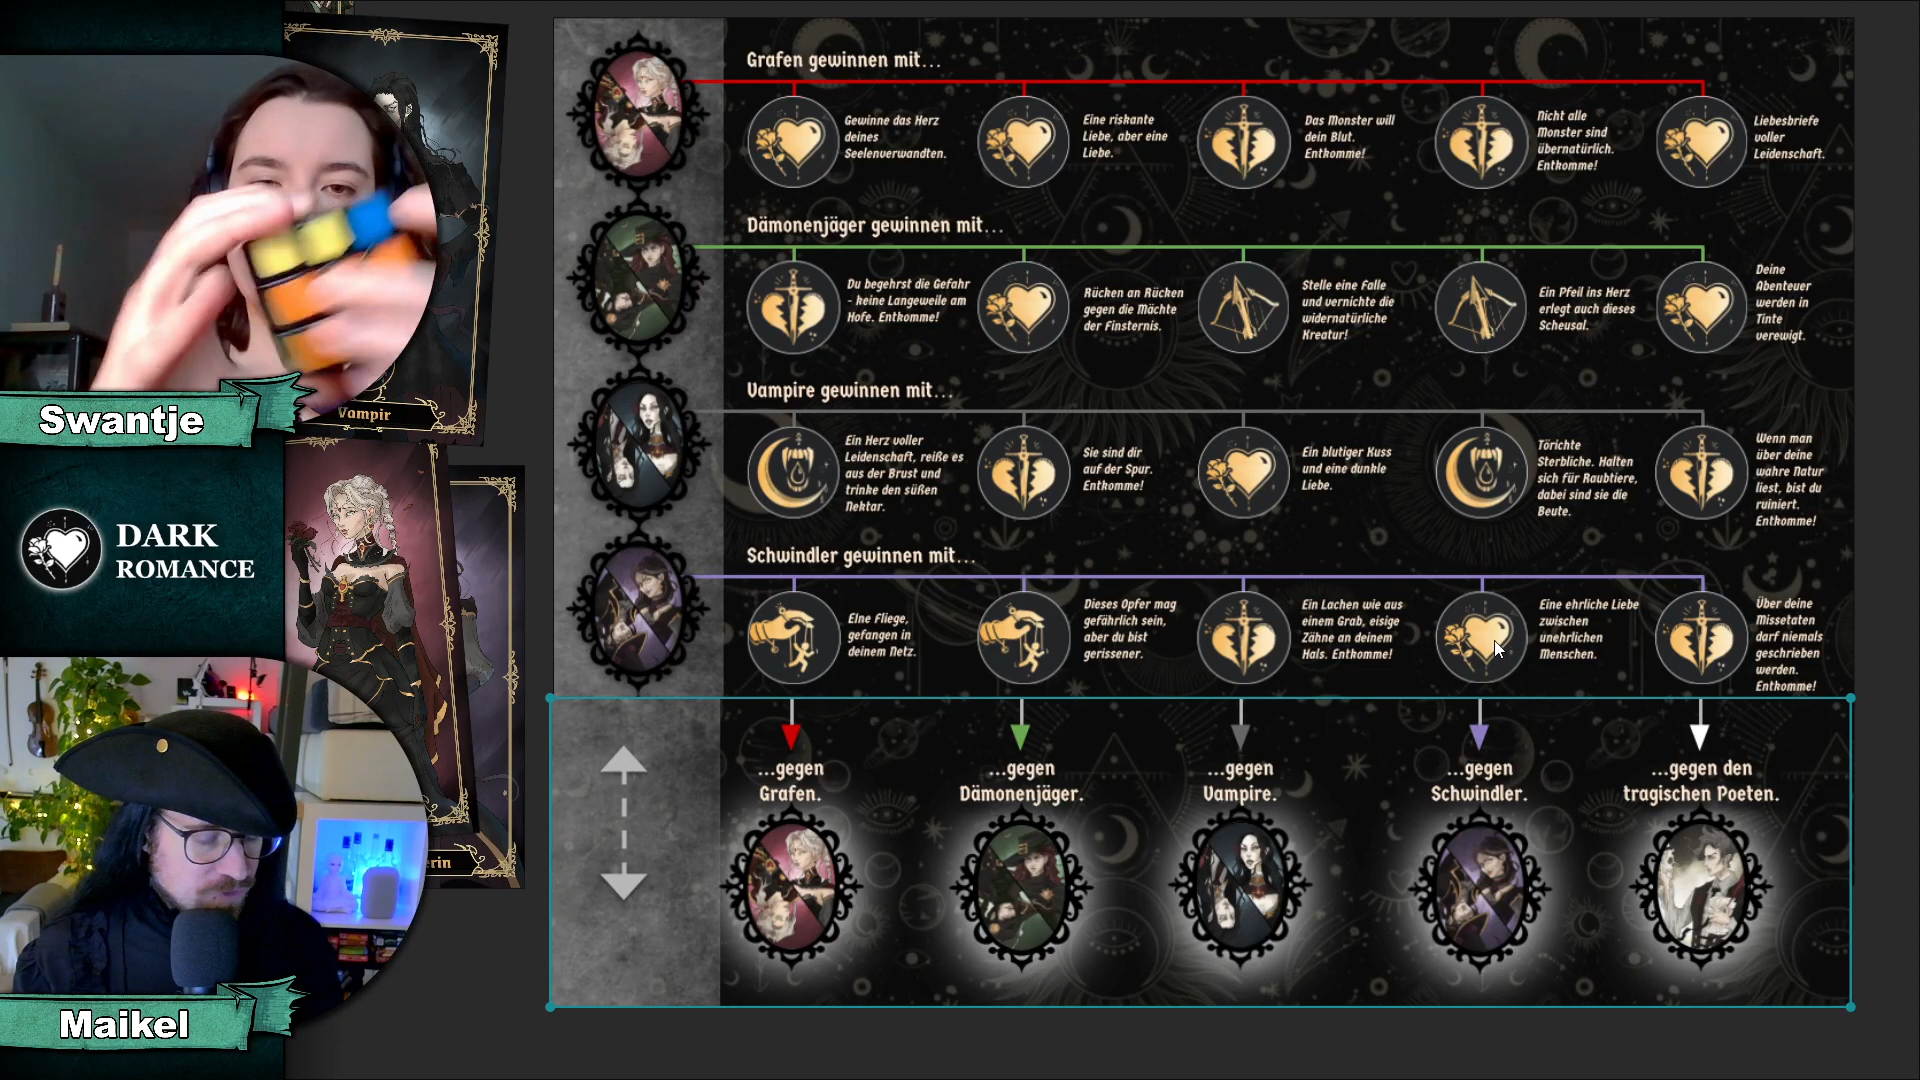 Swantje
Vampir
DARK
ROMANCE
erin
Maikel
Grafen gewinnen mit...
Gewinne das Herz
deines
Seelenverwandten.
Eine riskante
Liebe, aber eine
Liebe.
Das Monster will
dein Blut.
Entkomme!
Nicht alle
Monster sind
übernatürlich.
Entkomme!
Liebesbriefe
voller
Leidenschaft.
Dämonenjäger gewinnen mit...
Du begehrst die Gefahr
- keine Langeweile am
Hofe. Entkomme!
Rücken an Rücken
gegen die Mächte
der Finsternis.
Stelle eine Falle
und vernichte die
widernatürliche
Kreatur!
Ein Pfeil ins Herz
erlegt auch dieses
Scheusal.
Deine
Abenteuer
werden in
Tinte
verewigt.
Vampire gewinnen mit...
Ein Herz voller
Leidenschaft, reiße es
aus der Brust und
trinke den süßen
Nektar.
Sie sind dir
auf der Spur.
Entkomme!
Ein blutiger Kuss
und eine dunkle
Liebe.
Törichte
Sterbliche. Halten
sich für Raubtiere,
dabei sind sie die
Beute.
Wenn man
über deine
wahre Natur
liest, bist du
ruiniert.
Entkomme!
Schwindler gewinnen mit...
EIne Fliege,
gefangen in
deinem Netz.
Dieses Opfer mag
gefährlich sein,
aber du bist
gerissener.
Ein Lachen wie aus
einem Grab, eisige
Zähne an deinem
Hals. Entkomme!
Eine ehrliche Liebe
zwischen
unehrlichen
Menschen.
Über deine
Missetaten
darf niemals
geschrieben
werden.
Entkomme!
...gegen
Grafen.
...gegen
Dämonenjäger.
...gegen
Vampire.
...gegen
Schwindler.
...gegen den
tragischen Poeten.